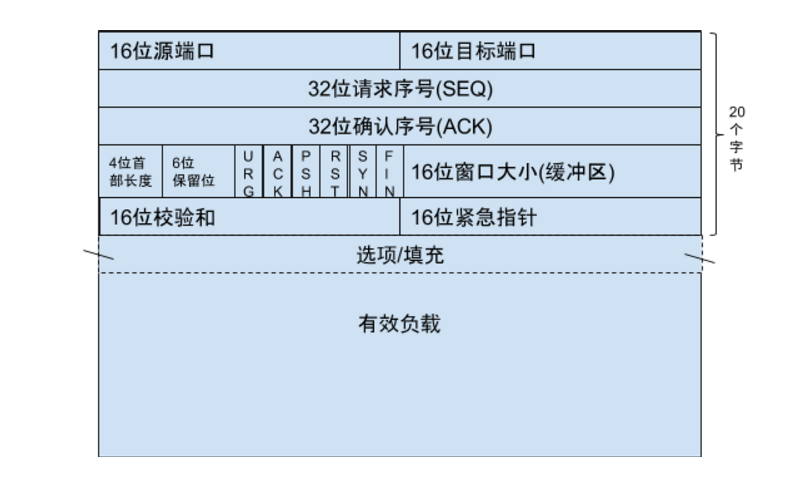 16位源端口
16位目标端口
32位请求序号(SEQ)
32位确认序号(ACK)
4位首
部长度
6位
保留位
URG
ACK
PSH
RST
SYN
FIN
16位窗口大小(缓冲区)
16位校验和
16位紧急指针
20
个
字
节
选项/填充
有效负载